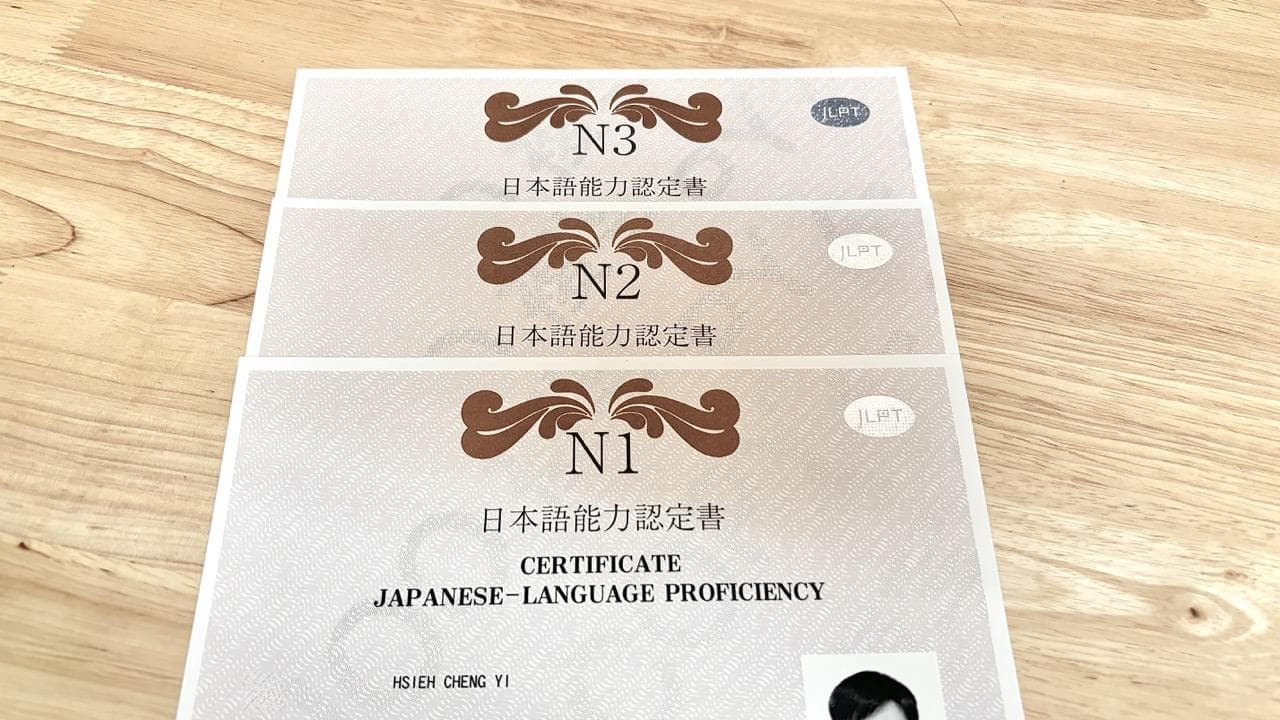 N3
JLPT
日本語能力認定書
N2
JLPT
日本語能力認定書
N1
JLPT
日本語能力認定書
CERTIFICATE
JAPANESE-LANGUAGE PROFICIENCY
HSIEH CHENG YI